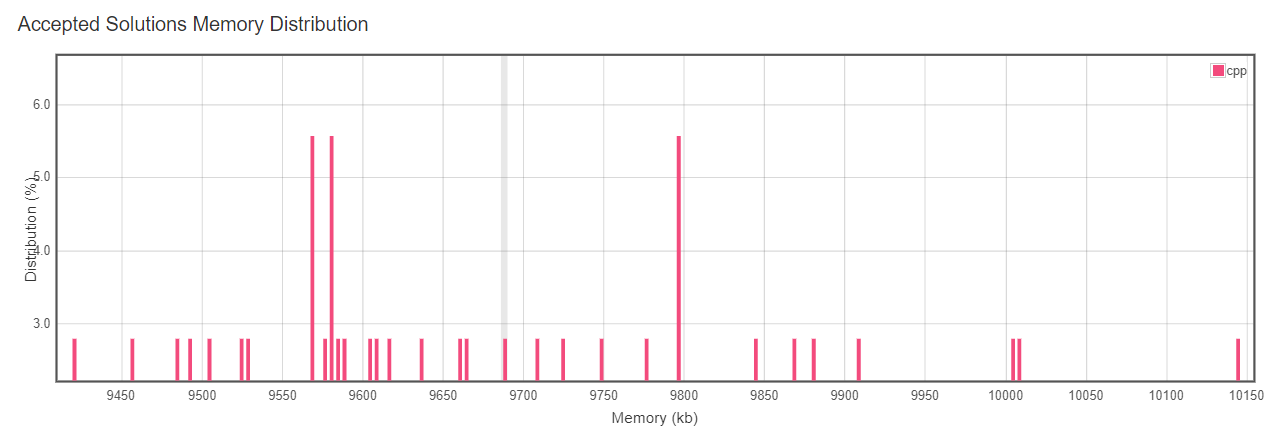 Accepted Solutions Memory Distribution
cpp
6.0
5.0
4.0
3.0
Distribution (%)
9450 9500 9550 9600 9650 9700 9750 9800 9850 9900 9950 10000 10050 10100 10150
Memory (kb)